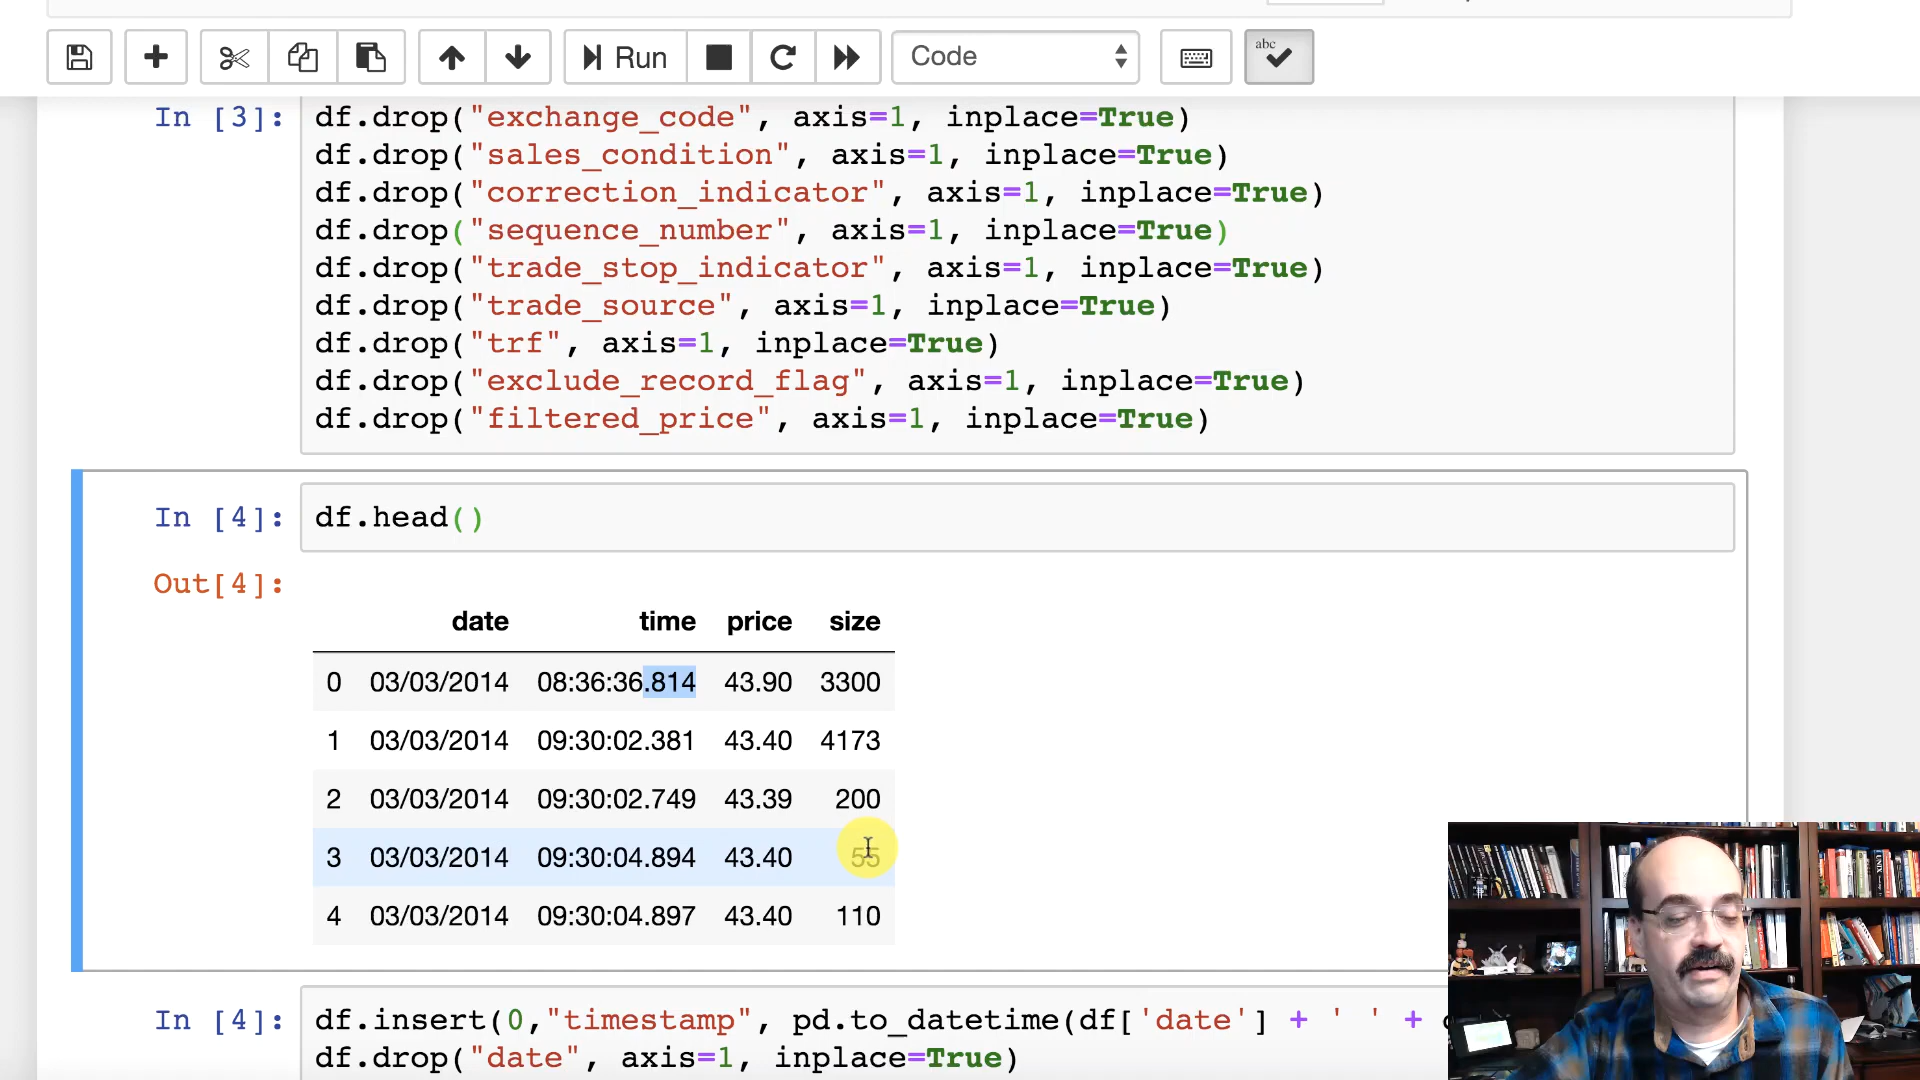 Run
Code
abc
In [3]:
df.drop("exchange_code", axis=1, inplace=True)
df.drop("sales_condition", axis=1, inplace=True)
df.drop("correction_indicator", axis=1, inplace=True)
df.drop("sequence_number", axis=1, inplace=True)
df.drop("trade_stop_indicator", axis=1, inplace=True)
df.drop("trade_source", axis=1, inplace=True)
df.drop("trf", axis=1, inplace=True)
df.drop("exclude_record_flag", axis=1, inplace=True)
df.drop("filtered_price", axis=1, inplace=True)
In [4]: df.head()
Out[4]:
date time price size
0 03/03/2014 08:36:36.814 43.90 3300
1 03/03/2014 09:30:02.381 43.40 4173
2 03/03/2014 09:30:02.749 43.39 200
3 03/03/2014 09:30:04.894 43.40 55
4 03/03/2014 09:30:04.897 43.40 110
In [4]: df.insert(0,"timestamp", pd.to_datetime(df['date'] + ' ' +
df.drop("date", axis=1, inplace=True)